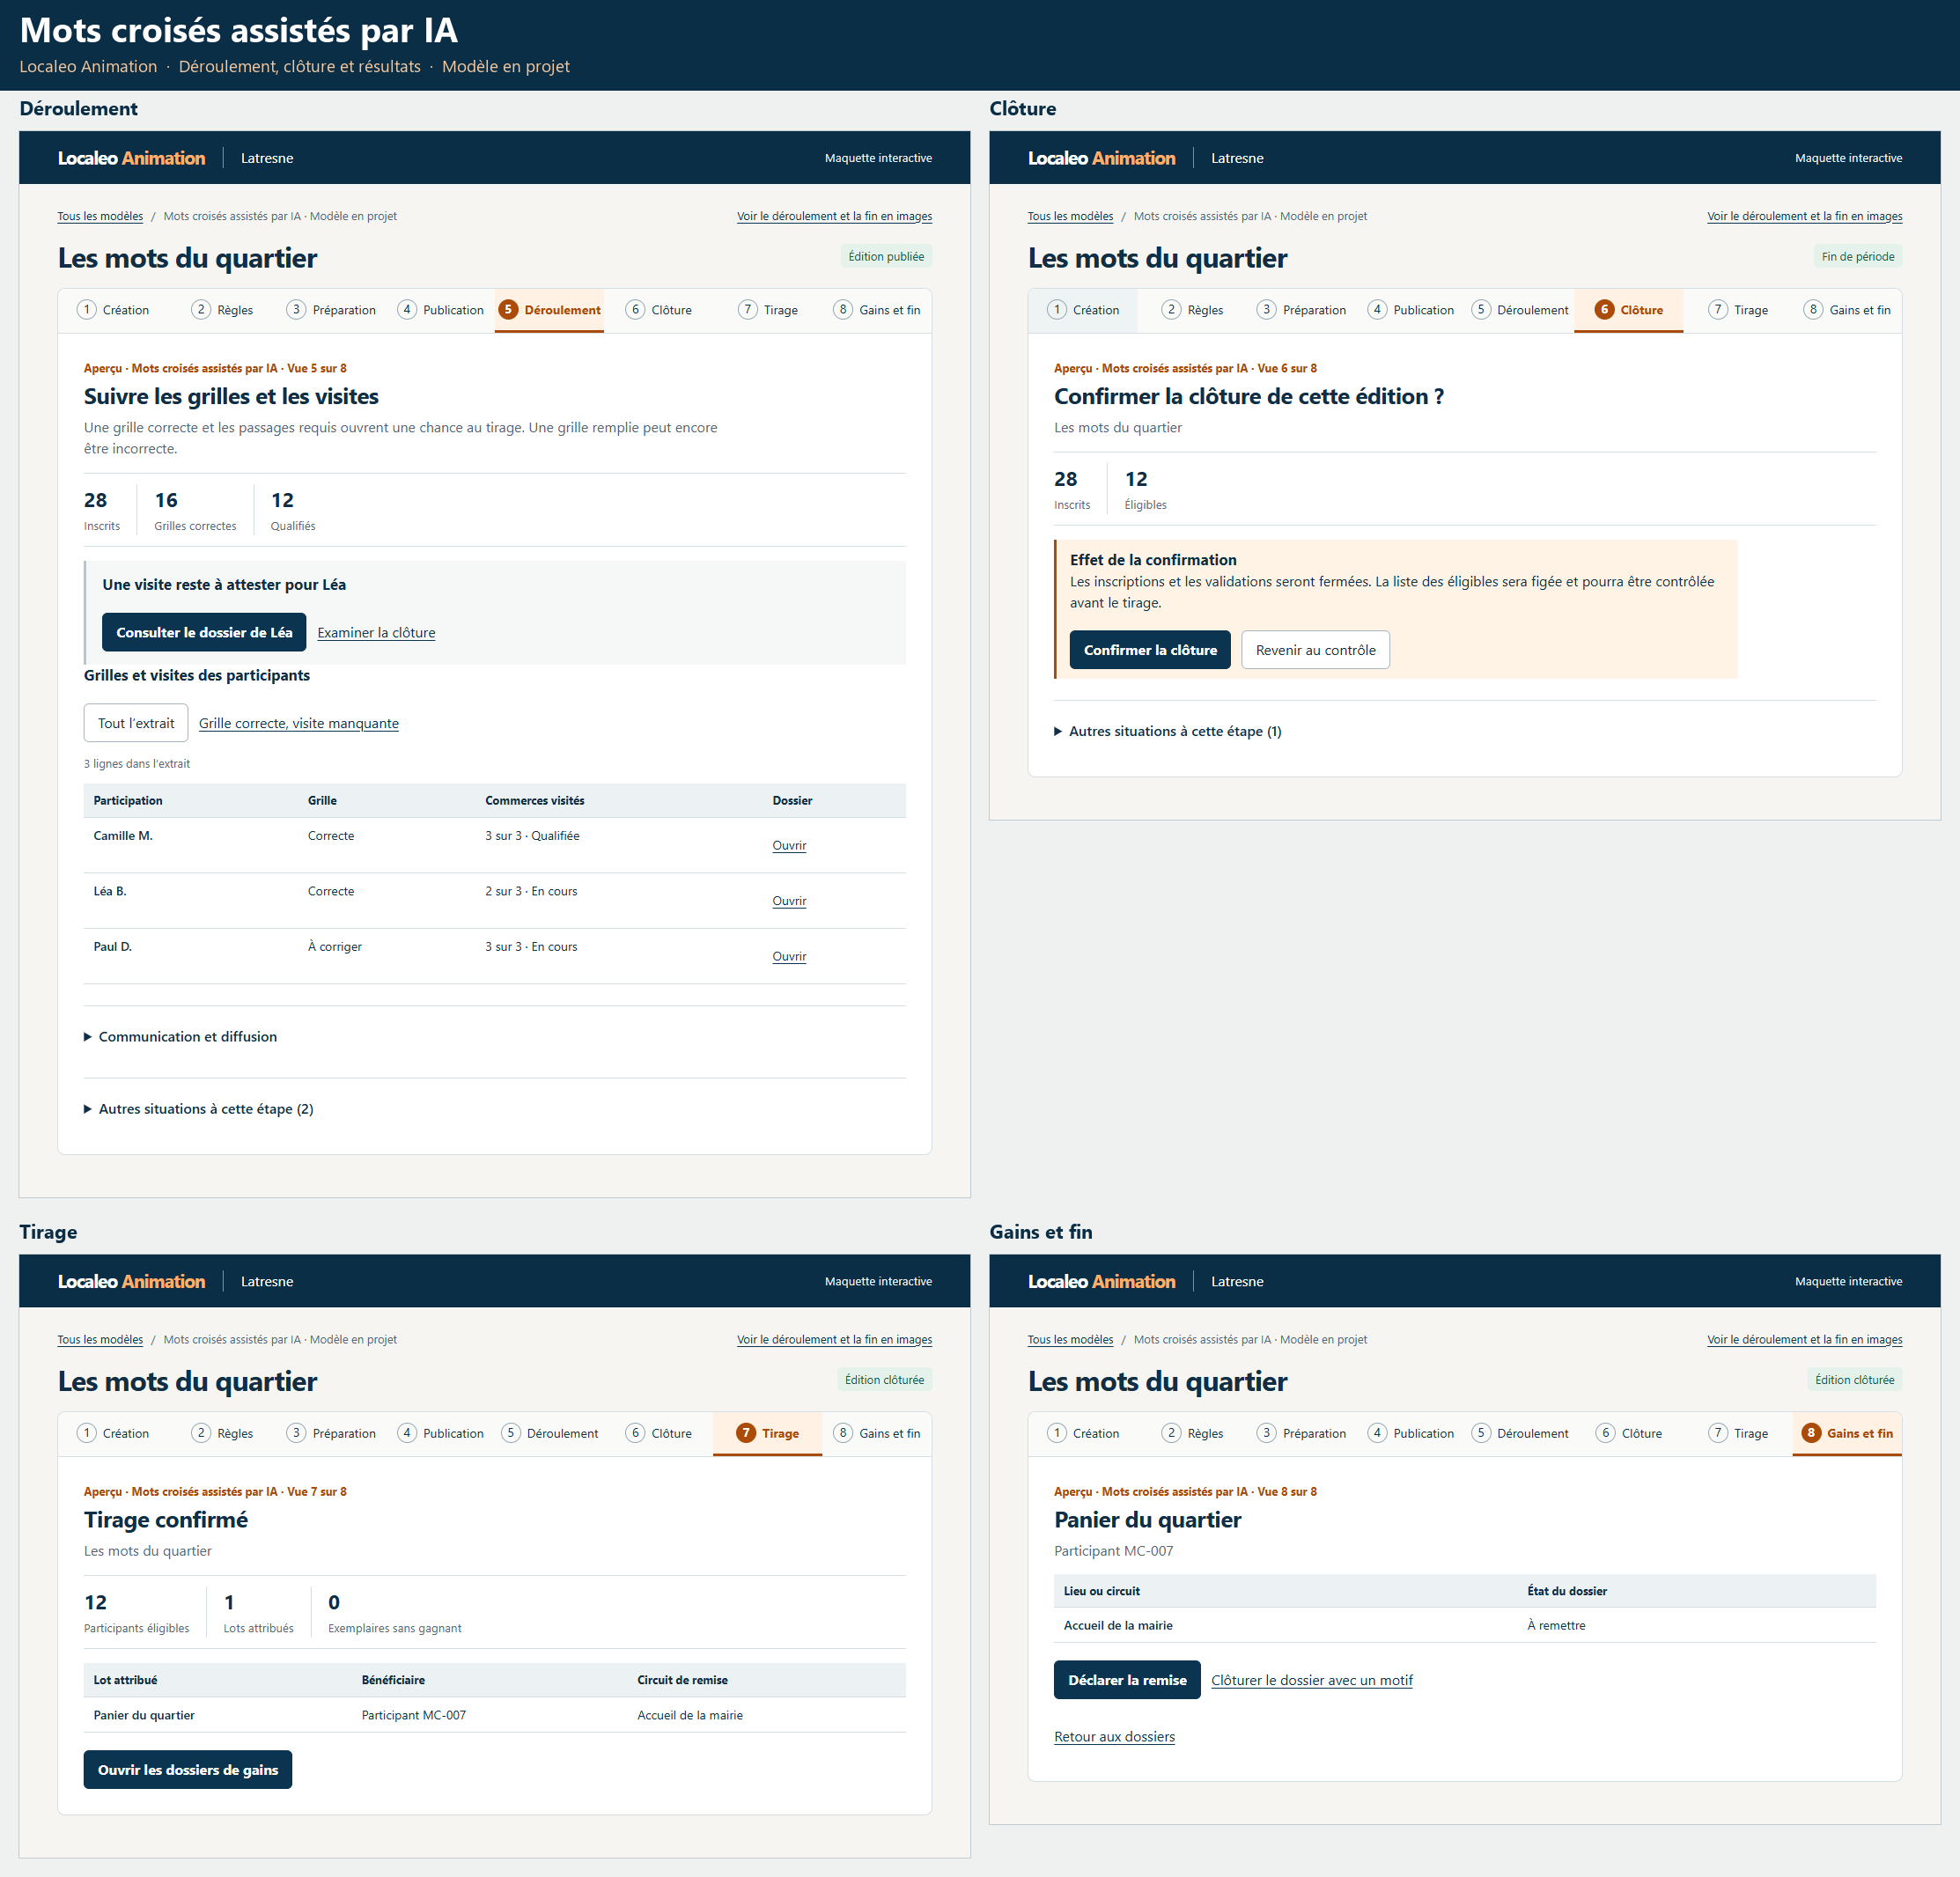 Mots croisés assistés par IA
Localeo Animation · Déroulement, clôture et résultats · Modèle en projet
Déroulement
Localeo Animation
Latresne
Maquette interactive
Tous les modèles / Mots croisés assistés par IA · Modèle en projet
Voir le déroulement et la fin en images
Les mots du quartier
Édition publiée
1 Création
2 Règles
3 Préparation
4 Publication
5 Déroulement
6 Clôture
7 Tirage
8 Gains et fin
Aperçu · Mots croisés assistés par IA · Vue 5 sur 8
Suivre les grilles et les visites
Une grille correcte et les passages requis ouvrent une chance au tirage. Une grille remplie peut encore
être incorrecte.
28 16 12
Inscrits Grilles correctes Qualifiés
Une visite reste à attester pour Léa
Consulter le dossier de Léa Examiner la clôture
Grilles et visites des participants
Tout l'extrait Grille correcte, visite manquante
3 lignes dans l'extrait
Participation Grille Commerces visités Dossier
Camille M. Correcte 3 sur 3 · Qualifiée Ouvrir
Léa B. Correcte 2 sur 3 · En cours Ouvrir
Paul D. À corriger 3 sur 3 · En cours Ouvrir
▶ Communication et diffusion
▶ Autres situations à cette étape (2)
Clôture
Localeo Animation
Latresne
Maquette interactive
Tous les modèles / Mots croisés assistés par IA · Modèle en projet
Voir le déroulement et la fin en images
Les mots du quartier
Fin de période
1 Création
2 Règles
3 Préparation
4 Publication
5 Déroulement
6 Clôture
7 Tirage
8 Gains et fin
Aperçu · Mots croisés assistés par IA · Vue 6 sur 8
Confirmer la clôture de cette édition ?
Les mots du quartier
28 12
Inscrits Éligibles
Effet de la confirmation
Les inscriptions et les validations seront fermées. La liste des éligibles sera figée et pourra être contrôlée
avant le tirage.
Confirmer la clôture Revenir au contrôle
▶ Autres situations à cette étape (1)
Tirage
Localeo Animation
Latresne
Maquette interactive
Tous les modèles / Mots croisés assistés par IA · Modèle en projet
Voir le déroulement et la fin en images
Les mots du quartier
Édition clôturée
1 Création
2 Règles
3 Préparation
4 Publication
5 Déroulement
6 Clôture
7 Tirage
8 Gains et fin
Aperçu · Mots croisés assistés par IA · Vue 7 sur 8
Tirage confirmé
Les mots du quartier
12 1 0
Participants éligibles Lots attribués Exemplaires sans gagnant
Lot attribué Bénéficiaire Circuit de remise
Panier du quartier Participant MC-007 Accueil de la mairie
Ouvrir les dossiers de gains
Gains et fin
Localeo Animation
Latresne
Maquette interactive
Tous les modèles / Mots croisés assistés par IA · Modèle en projet
Voir le déroulement et la fin en images
Les mots du quartier
Édition clôturée
1 Création
2 Règles
3 Préparation
4 Publication
5 Déroulement
6 Clôture
7 Tirage
8 Gains et fin
Aperçu · Mots croisés assistés par IA · Vue 8 sur 8
Panier du quartier
Participant MC-007
Lieu ou circuit État du dossier
Accueil de la mairie À remettre
Déclarer la remise Clôturer le dossier avec un motif
Retour aux dossiers